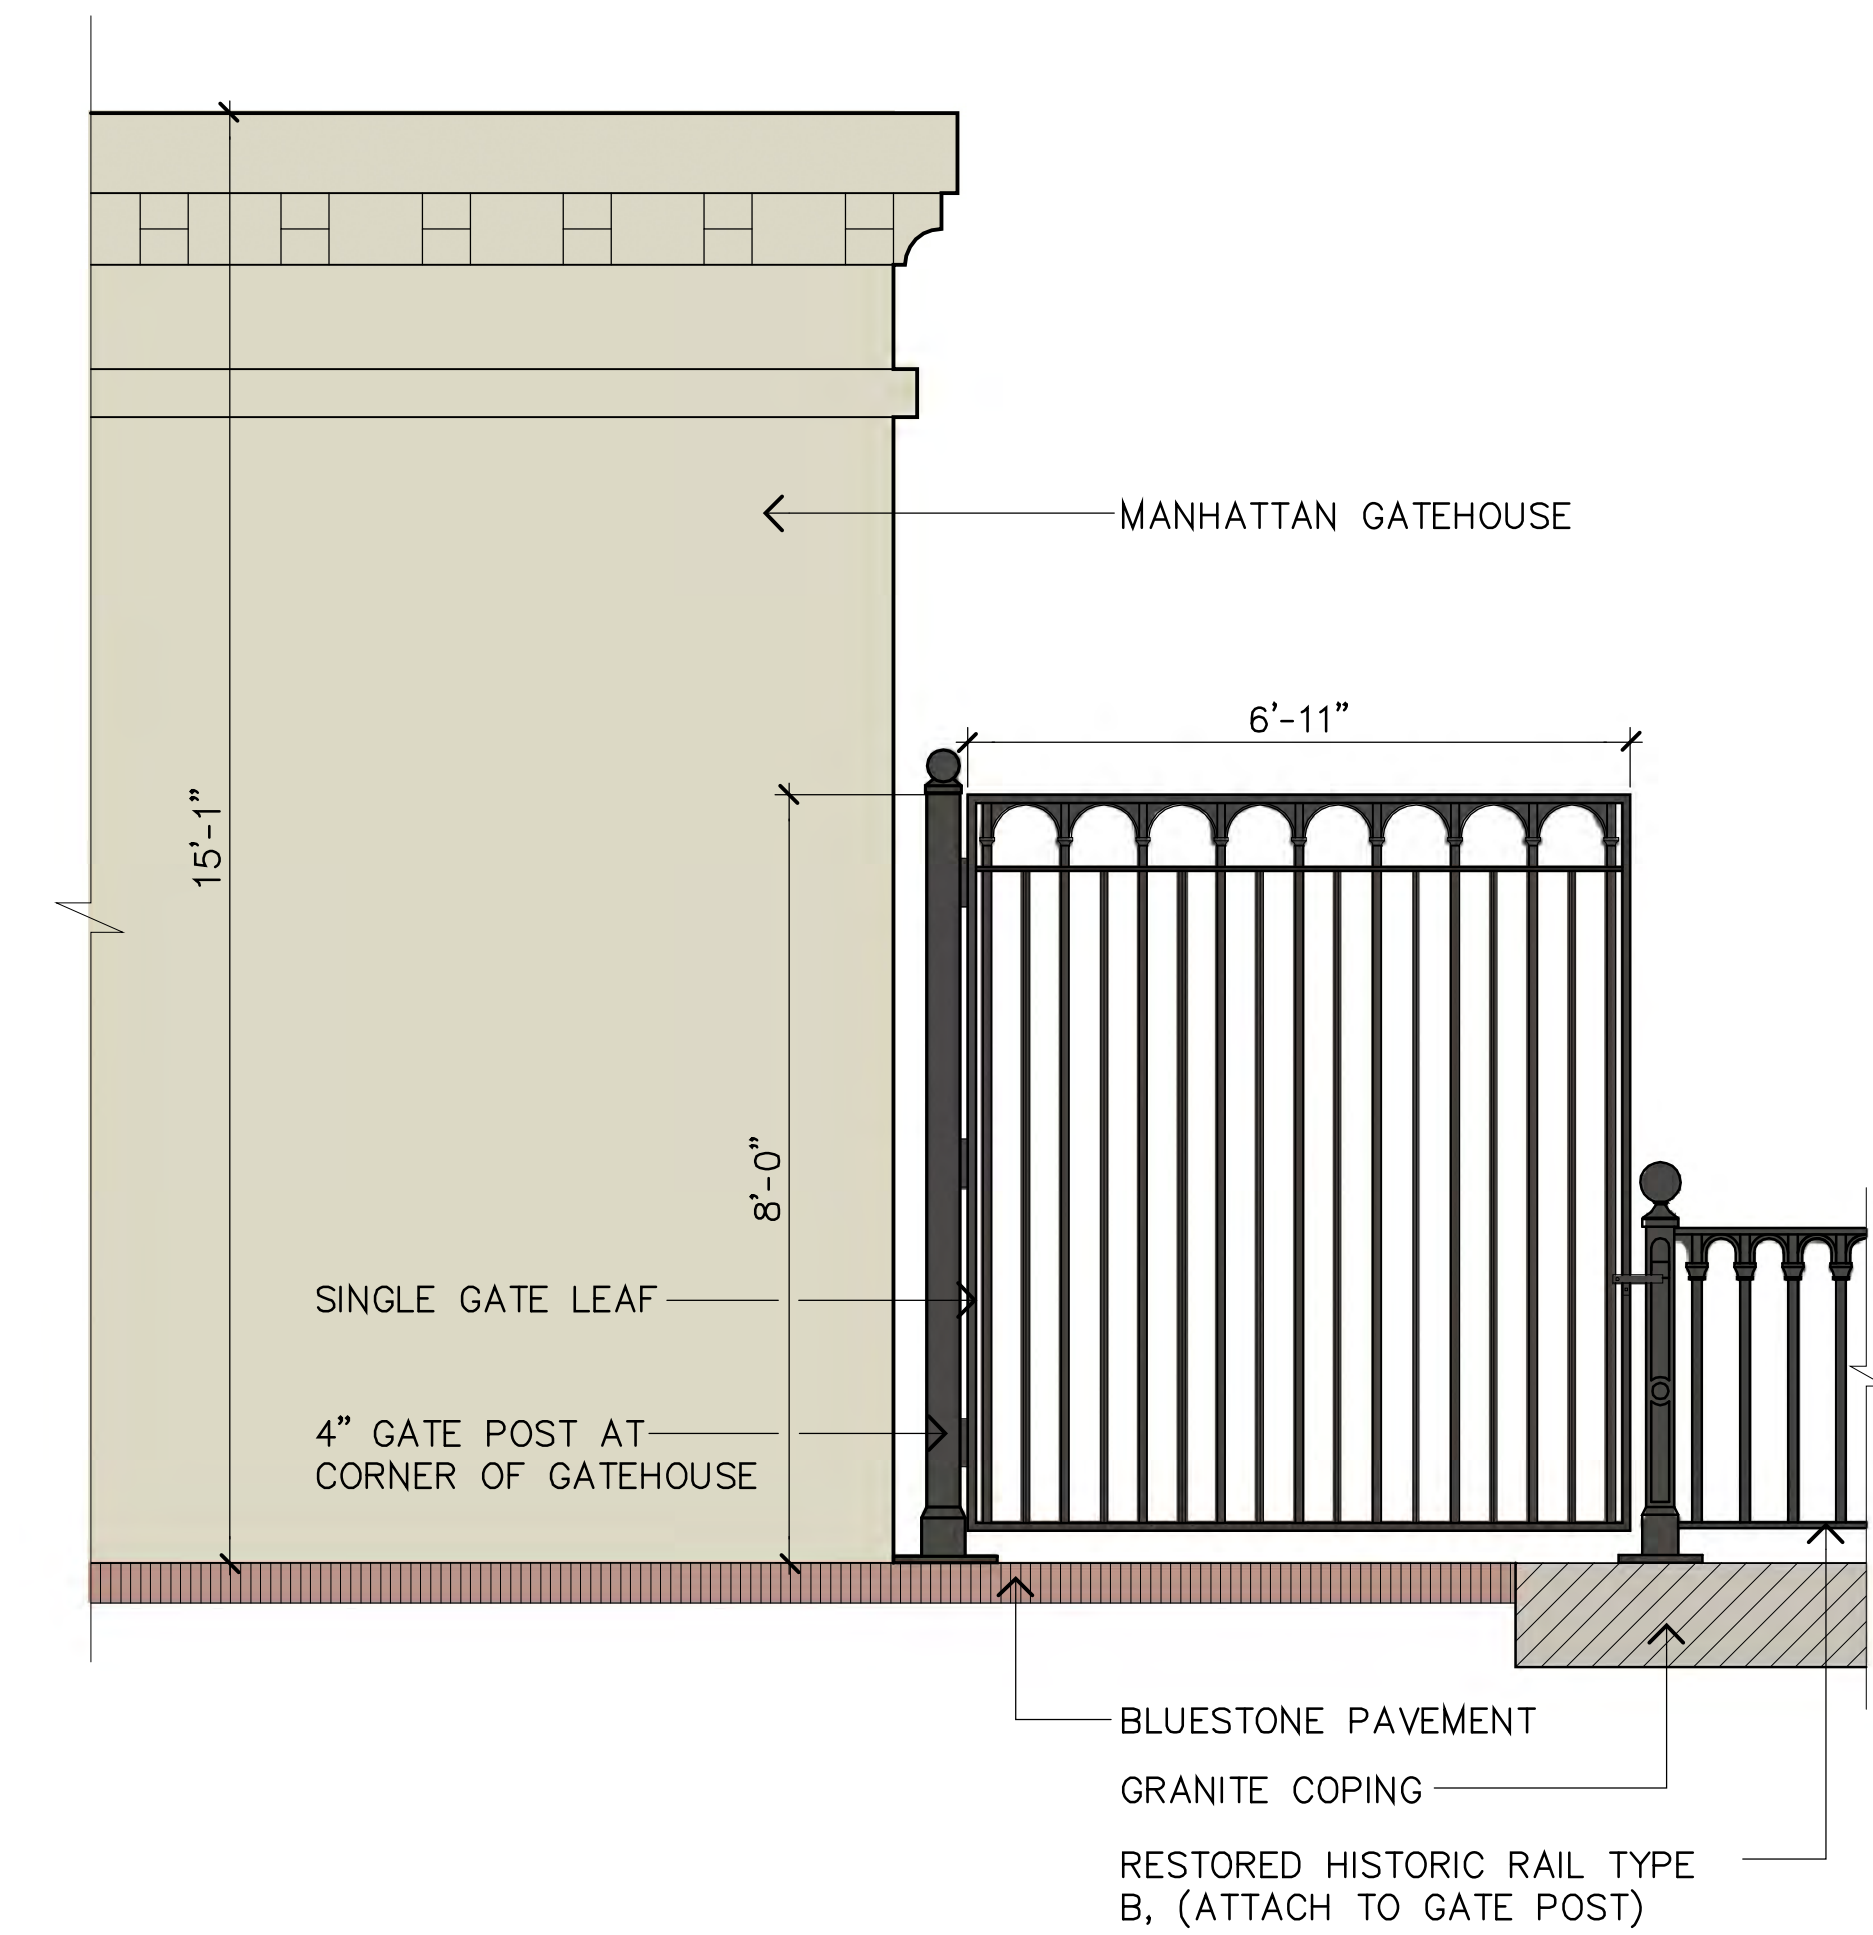 MANHATTAN GATEHOUSE
6'-11"
15'-1"
8'-0"
SINGLE GATE LEAF
4" GATE POST AT
CORNER OF GATEHOUSE
BLUESTONE PAVEMENT
GRANITE COPING
RESTORED HISTORIC RAIL TYPE
B, (ATTACH TO GATE POST)